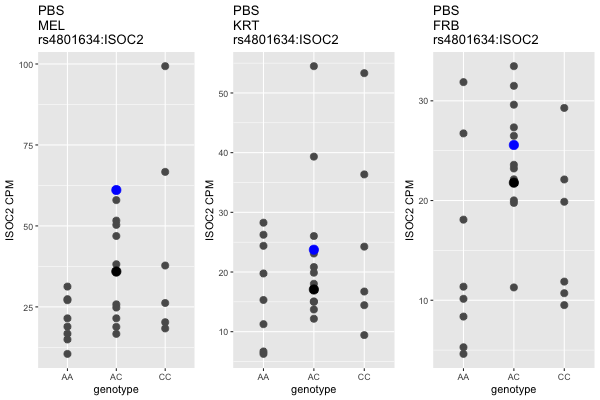 PBS
MEL
rs4801634:ISOC2
100
75
50
25
ISOC2 CPM
AA
AC
CC
genotype
PBS
KRT
rs4801634:ISOC2
50
40
30
20
10
ISOC2 CPM
AA
AC
CC
genotype
PBS
FRB
rs4801634:ISOC2
30
20
10
ISOC2 CPM
AA
AC
CC
genotype